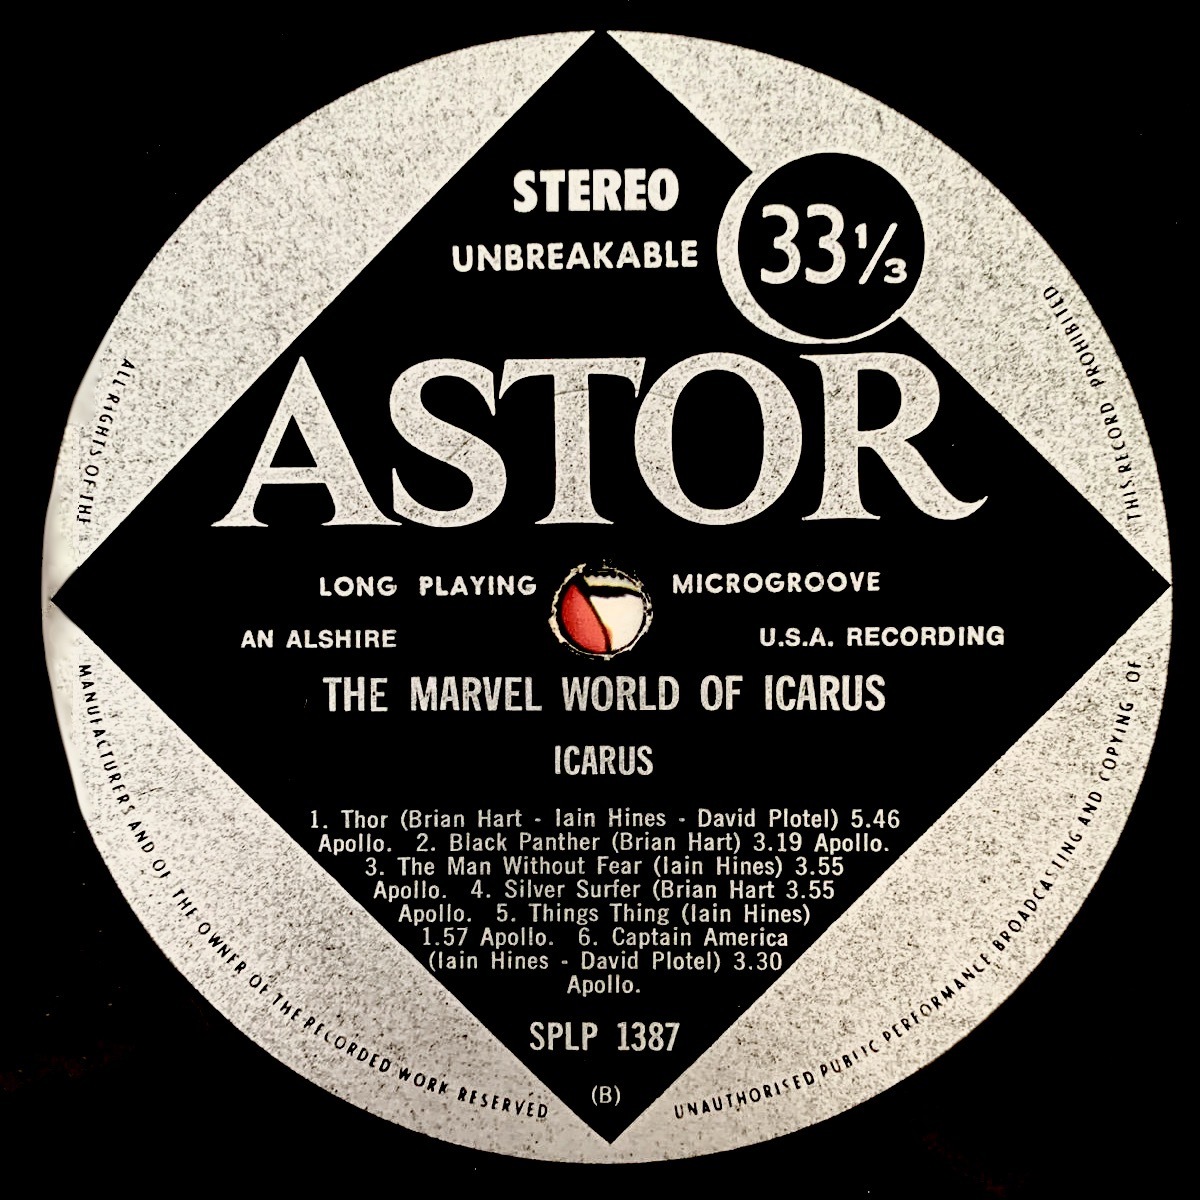 STEREO
UNBREAKABLE
33⅓
ASTOR
LONG PLAYING MICROGROOVE
AN ALSHIRE U.S.A. RECORDING
THE MARVEL WORLD OF ICARUS
ICARUS
1. Thor (Brian Hart - Iain Hines - David Plotel) 5.46
Apollo. 2. Black Panther (Brian Hart) 3.19 Apollo.
3. The Man Without Fear (Iain Hines) 3.55
Apollo. 4. Silver Surfer (Brian Hart 3.55
Apollo. 5. Things Thing (Iain Hines)
1.57 Apollo. 6. Captain America
(Iain Hines - David Plotel) 3.30
Apollo.
SPLP 1387
(B)
ALL RIGHTS OF THE MANUFACTURERS AND OF THE OWNER OF THE RECORDED WORK RESERVED
UNAUTHORISED PUBLIC PERFORMANCE BROADCASTING AND COPYING OF THIS RECORD PROHIBITED